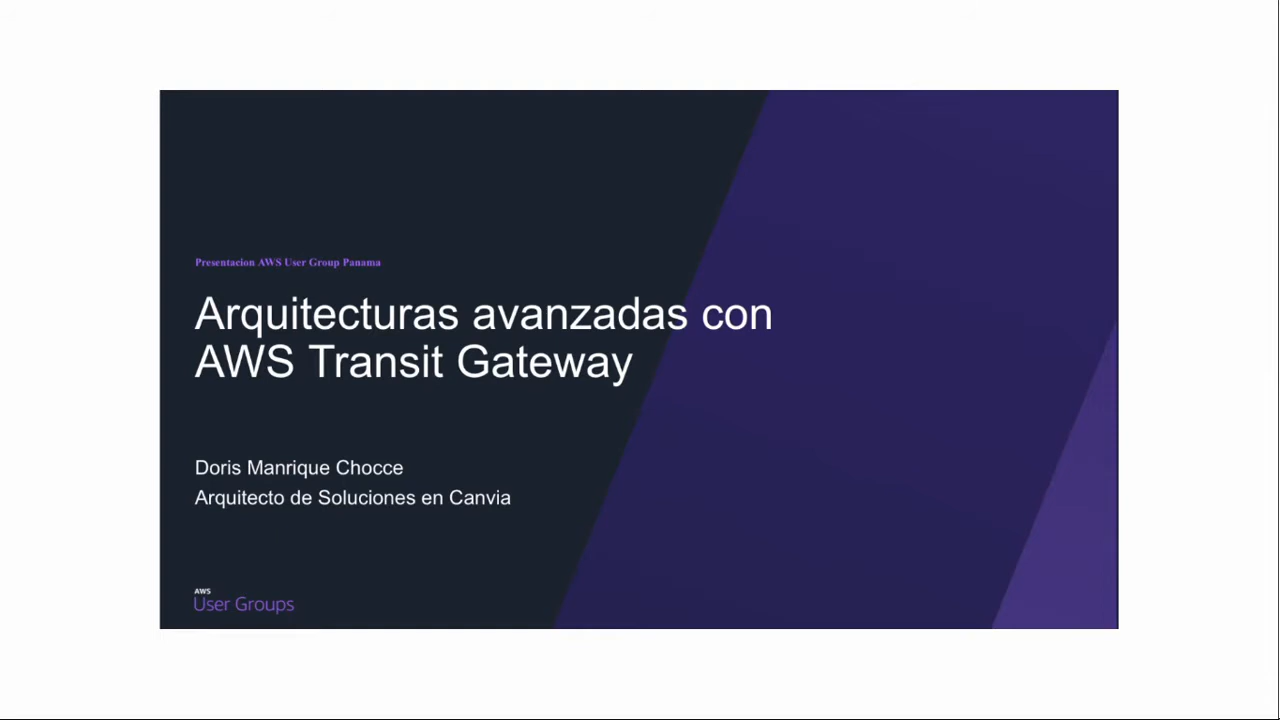 Presentacion AWS User Group Panama
Arquitecturas avanzadas con
AWS Transit Gateway
Doris Manrique Chocce
Arquitecto de Soluciones en Canvia
AWS
User Groups